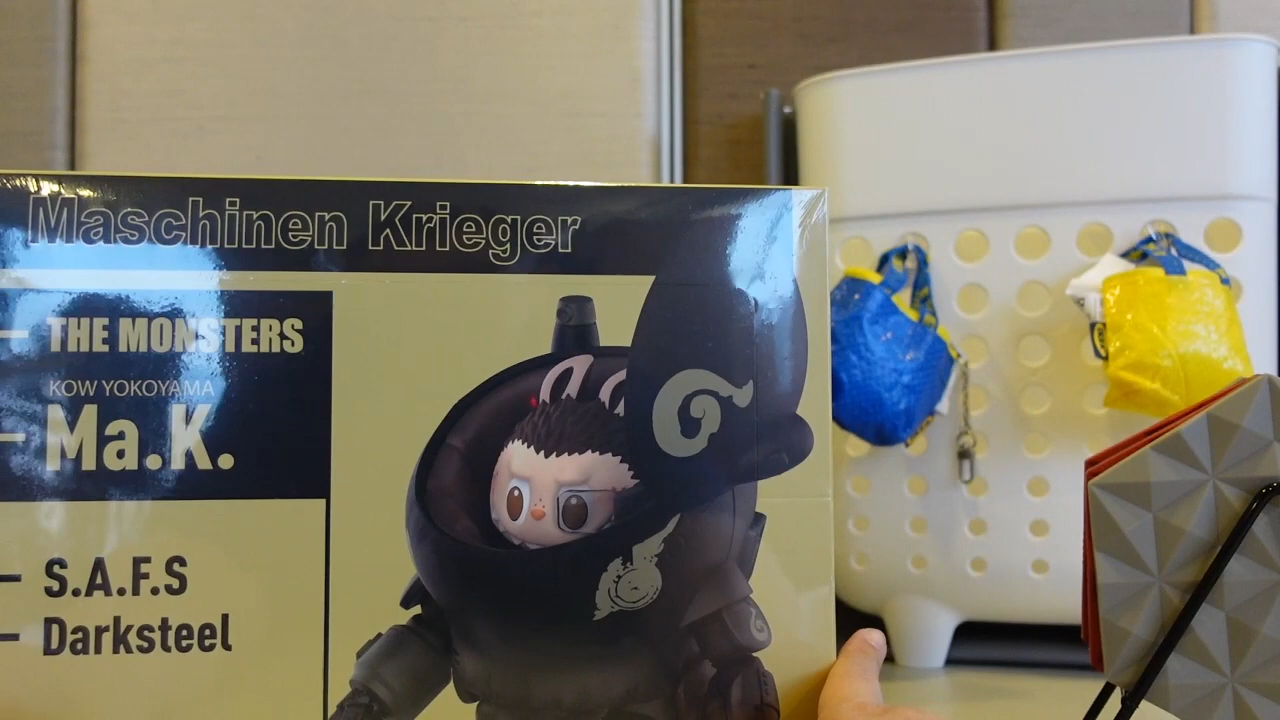 Maschinen Krieger
THE MONSTERS
KOW YOKOYAMA
Ma.K.
S.A.F.S
Darksteel